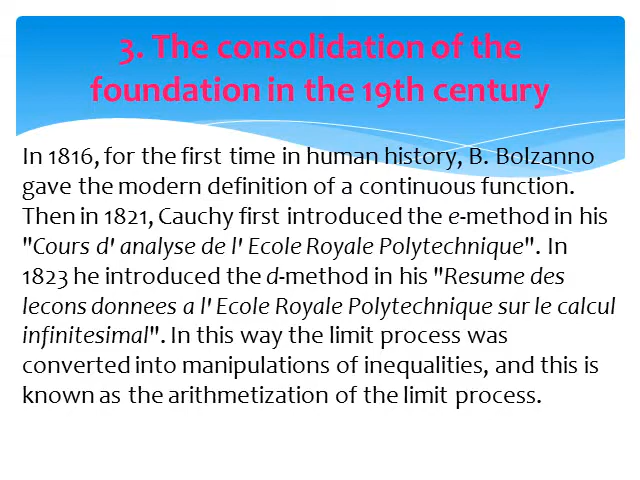 3. The consolidation of the
foundation in the 19th century
In 1816, for the first time in human history, B. Bolzanno
gave the modern definition of a continuous function.
Then in 1821, Cauchy first introduced the e-method in his
"Cours d' analyse de l' Ecole Royale Polytechnique". In
1823 he introduced the d-method in his "Resume des
lecons donnees a l' Ecole Royale Polytechnique sur le calcul
infinitesimal". In this way the limit process was
converted into manipulations of inequalities, and this is
known as the arithmetization of the limit process.